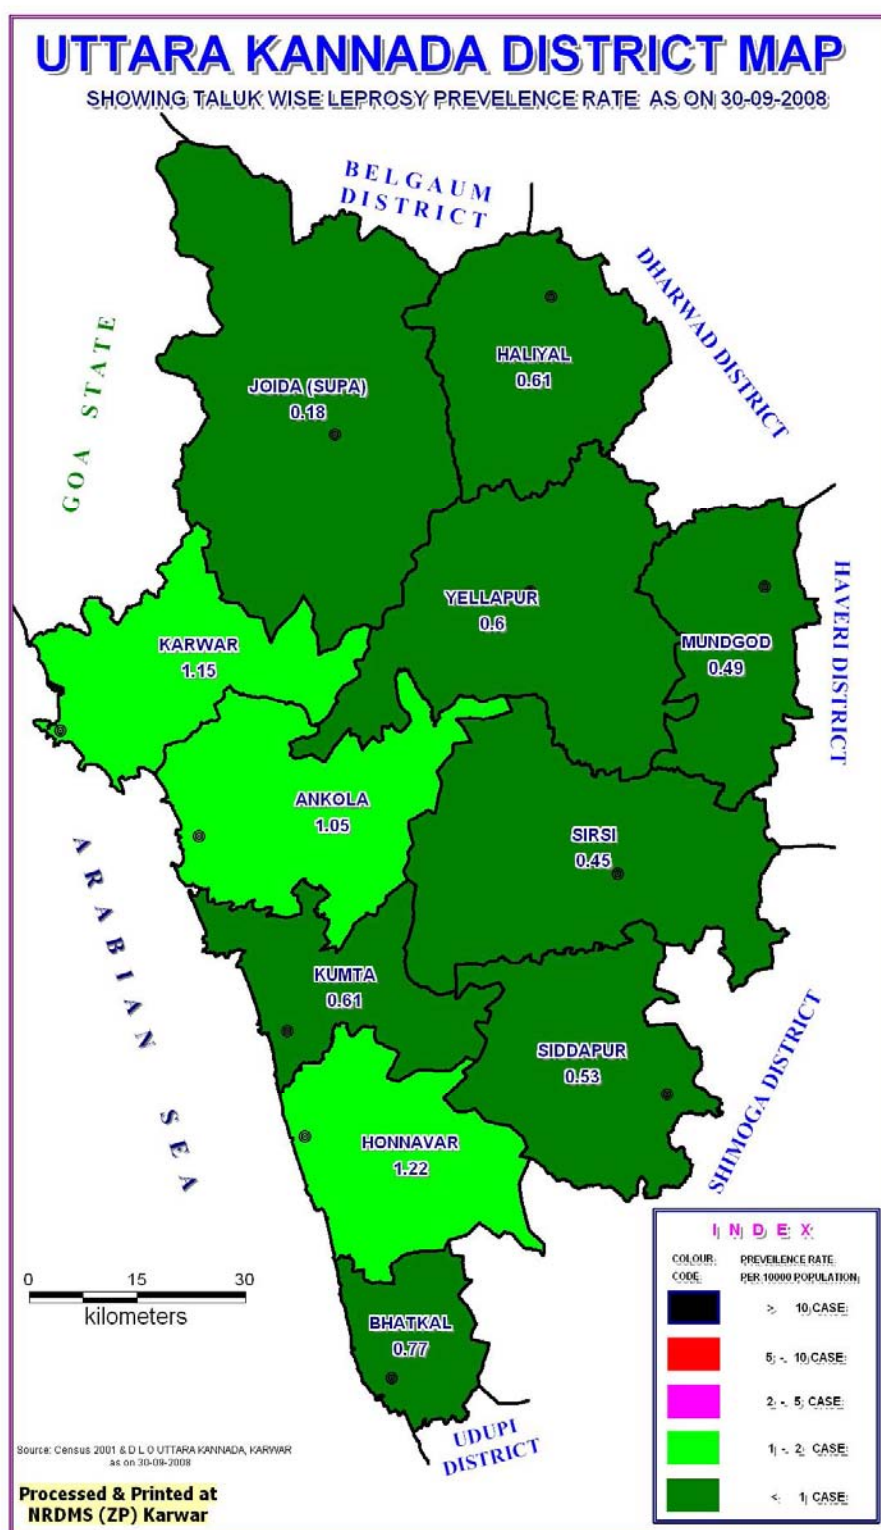 UTTARA KANNADA DISTRICT MAP
SHOWING TALUK WISE LEPROSY PREVELENCE RATE AS ON 30-09-2008
BELGAUM
DISTRICT
DHARWAD DISTRICT
GOA STATE
HALIYAL
0.61
JOIDA (SUPA)
0.18
YELLAPUR
0.6
HAVERI DISTRICT
MUNDGOD
0.49
KARWAR
1.15
ANKOLA
1.05
SIRSI
0.45
ARABIAN SEA
KUMTA
0.61
SIDDAPUR
0.53
SHIMOGA DISTRICT
HONNAVAR
1.22
BHATKAL
0.77
UDUPI
DISTRICT
0 15 30
kilometers
INDEX
COLOUR PREVEILENCE RATE
CODE PER 10000 POPULATION
> 10 CASE
5 - 10 CASE
2 - 5 CASE
1 - 2 CASE
< 1 CASE
Source: Census 2001 & D L O UTTARA KANNADA, KARWAR
as on 30-09-2008
Processed & Printed at
NRDMS (ZP) Karwar